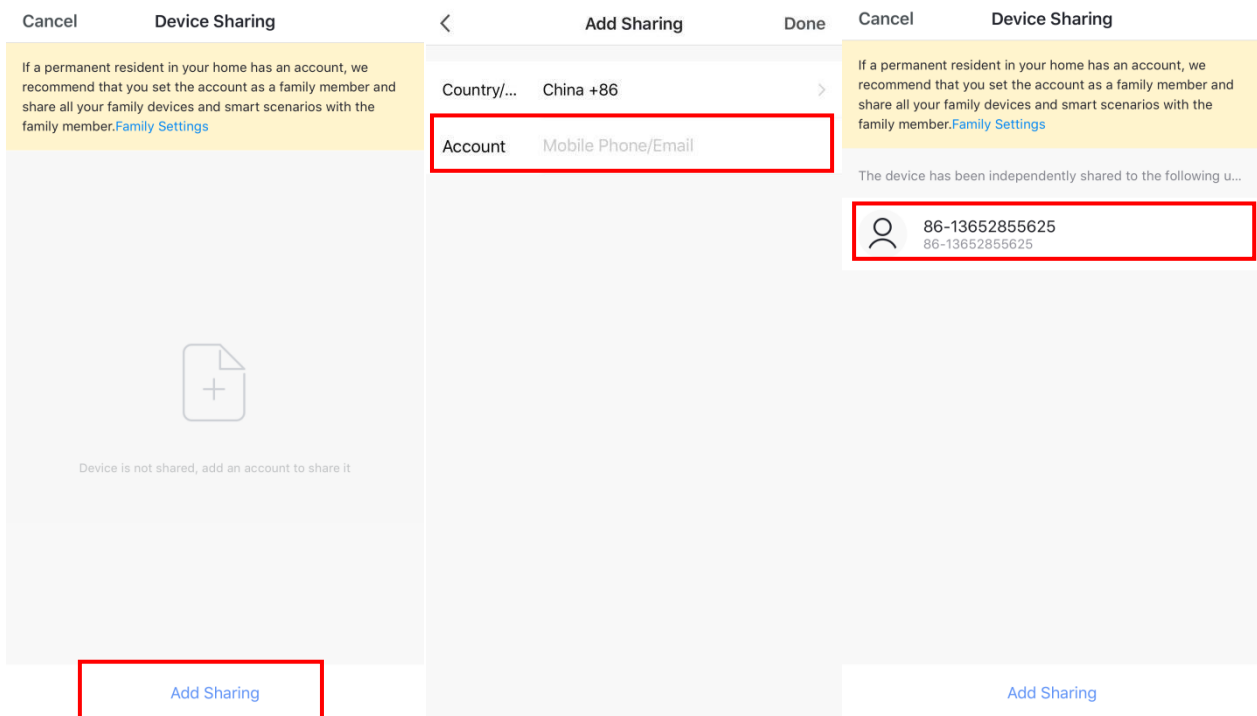 Cancel
Device Sharing
If a permanent resident in your home has an account, we
recommend that you set the account as a family member and
share all your family devices and smart scenarios with the
family member.Family Settings
Device is not shared, add an account to share it
Add Sharing
Add Sharing
Done
Country/...
China +86
Account
Mobile Phone/Email
Cancel
Device Sharing
If a permanent resident in your home has an account, we
recommend that you set the account as a family member and
share all your family devices and smart scenarios with the
family member.Family Settings
The device has been independently shared to the following u...
86-13652855625
86-13652855625
Add Sharing